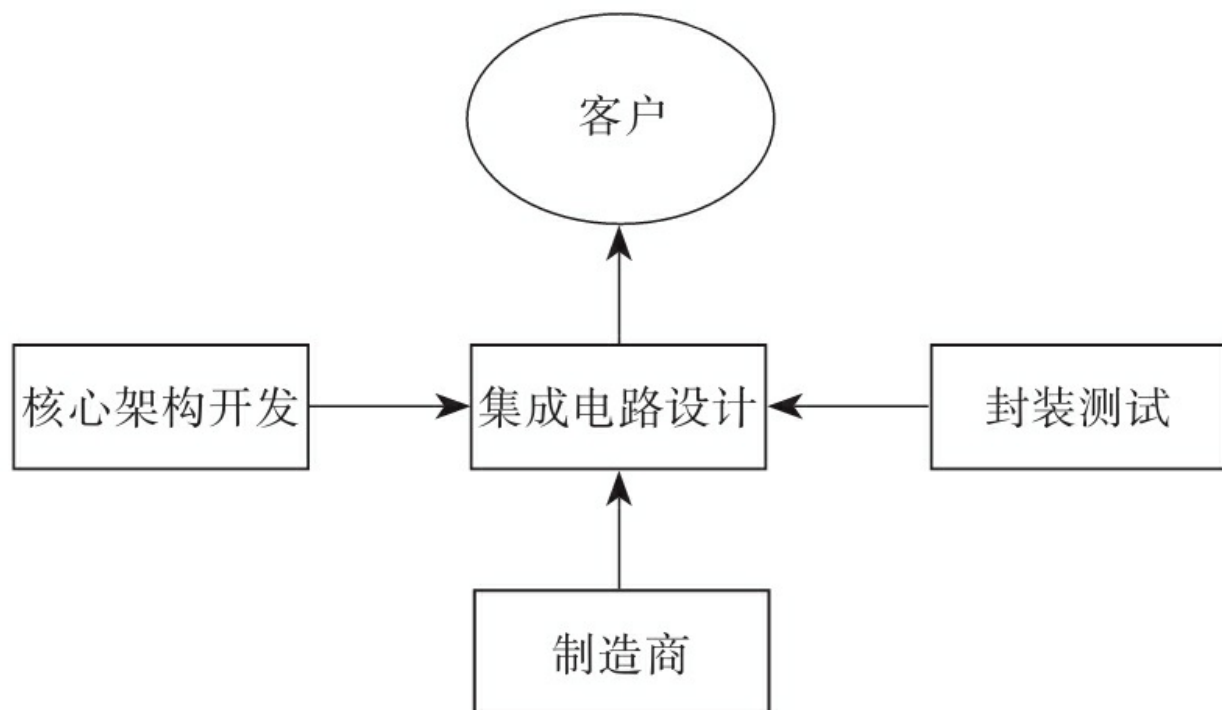 客户
核心架构开发
集成电路设计
封装测试
制造商